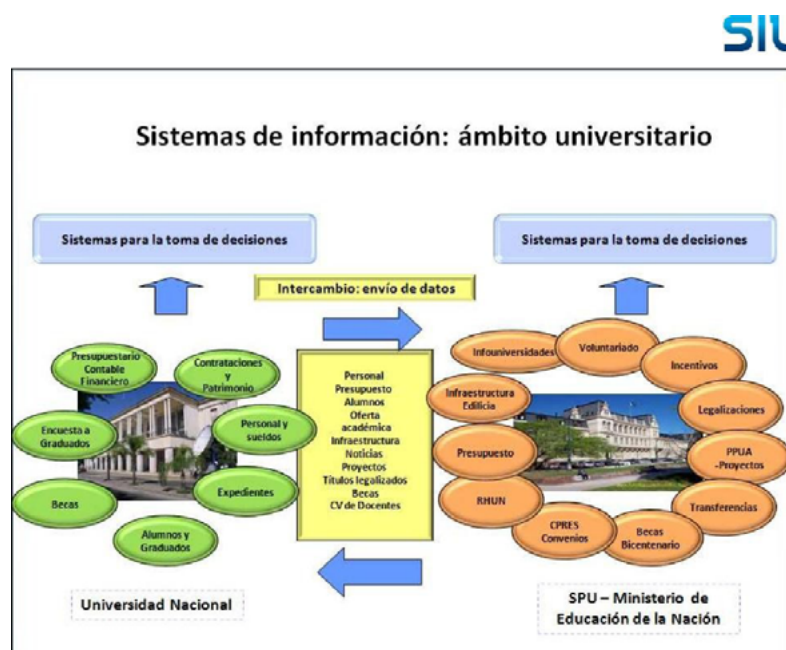 SIU
Sistemas de información: ámbito universitario
Sistemas para la toma de decisiones
Sistemas para la toma de decisiones
Intercambio: envío de datos
Presupuestario
Contable
Financiero
Contrataciones
y
Patrimonio
Encuesta a
Graduados
Personal y
sueldos
Becas
Expedientes
Alumnos y
Graduados
Personal
Presupuesto
Alumnos
Oferta
académica
Infraestructura
Noticias
Proyectos
Títulos legalizados
Becas
CV de Docentes
Infouniversidades
Voluntariado
Incentivos
Infraestructura
Edilicia
Legalizaciones
Presupuesto
PPUA
-Proyectos
RHUN
Transferencias
CPRES
Convenios
Becas
Bicentenario
Universidad Nacional
SPU – Ministerio de
Educación de la Nación